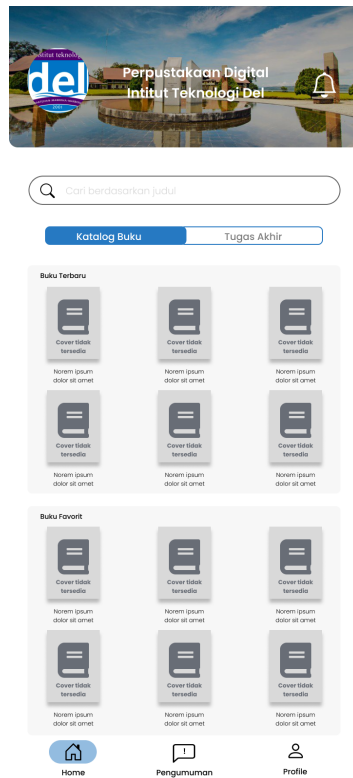 del
2001
Perpustakaan Digital
Intitut Teknologi Del
Cari berdasarkan judul
Katalog Buku
Tugas Akhir
Buku Terbaru
Cover tidak
tersedia
Cover tidak
tersedia
Cover tidak
tersedia
Norem ipsum
dolor sit amet
Norem ipsum
dolor sit amet
Norem ipsum
dolor sit amet
Cover tidak
tersedia
Cover tidak
tersedia
Cover tidak
tersedia
Norem ipsum
dolor sit amet
Norem ipsum
dolor sit amet
Norem ipsum
dolor sit amet
Buku Favorit
Cover tidak
tersedia
Cover tidak
tersedia
Cover tidak
tersedia
Norem ipsum
dolor sit amet
Norem ipsum
dolor sit amet
Norem ipsum
dolor sit amet
Cover tidak
tersedia
Cover tidak
tersedia
Cover tidak
tersedia
Norem ipsum
dolor sit amet
Norem ipsum
dolor sit amet
Norem ipsum
dolor sit amet
Home
Pengumuman
Profile